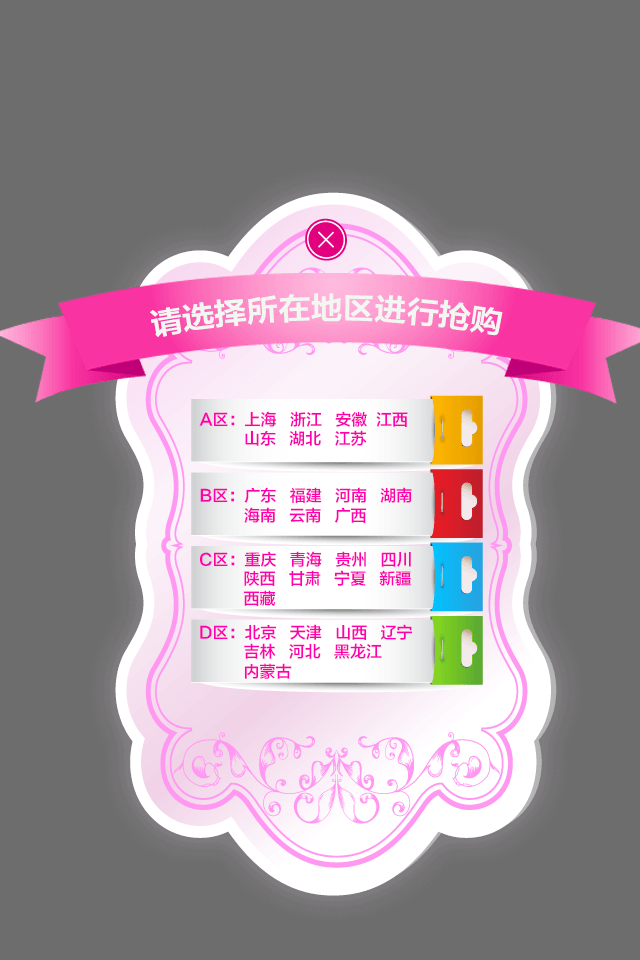 请选择所在地区进行抢购
A区：上海 浙江 安徽 江西
山东 湖北 江苏
B区：广东 福建 河南 湖南
海南 云南 广西
C区：重庆 青海 贵州 四川
陕西 甘肃 宁夏 新疆
西藏
D区：北京 天津 山西 辽宁
吉林 河北 黑龙江
内蒙古